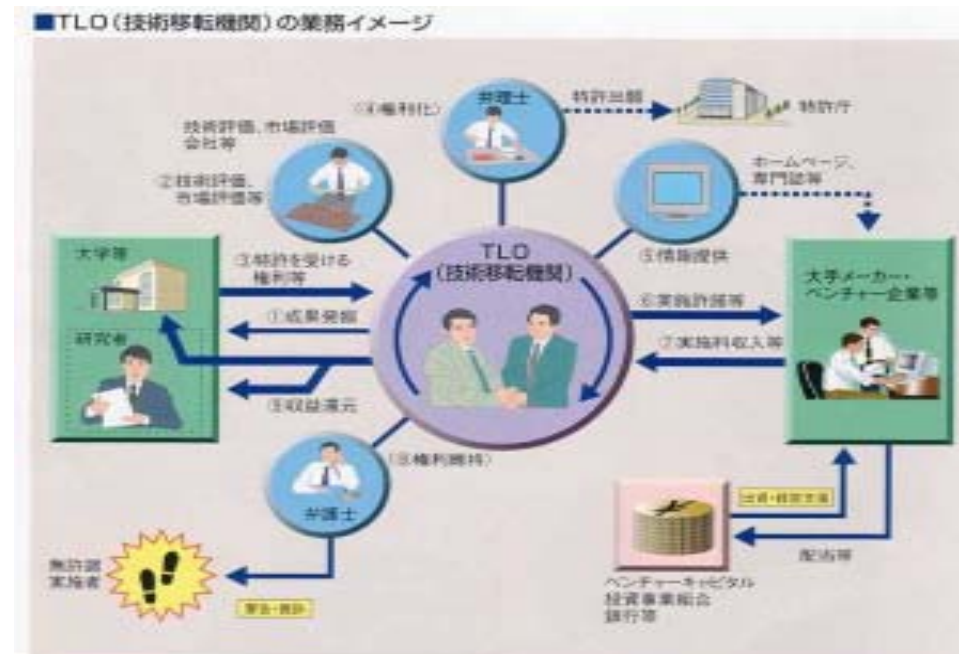 ■TLO(技術移転機関)の業務イメージ
(④権利化)
弁理士
特許出願
特許庁
技術評価、市場評価
会社等
②技術評価、
市場評価等
ホームページ、
専門誌等
大学等
③特許を受ける
権利等
TLO
(技術移転機関)
⑤情報提供
大手メーカー・
ベンチャー企業等
①成果発掘
⑥実施許諾等
研究者
⑦実施料収入等
⑧収益還元
権利維持)
弁護士
出資・経営支援
無許諾
実施者
配当等
警告・提訴
ベンチャーキャピタル
投資事業組合
銀行等